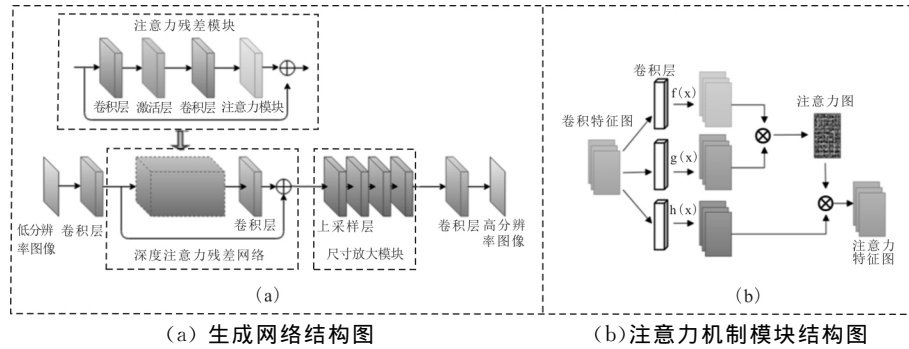 注意力残差模块
卷积层
激活层
卷积层
注意力模块
低分辨
率图像
卷积层
卷积层
深度注意力残差网络
上采样层
尺寸放大模块
卷积层
高分辨
率图像
(a)
卷积层
卷积特征图
f(x)
g(x)
h(x)
注意力图
注意力
特征图
(b)
(a) 生成网络结构图
(b)注意力机制模块结构图